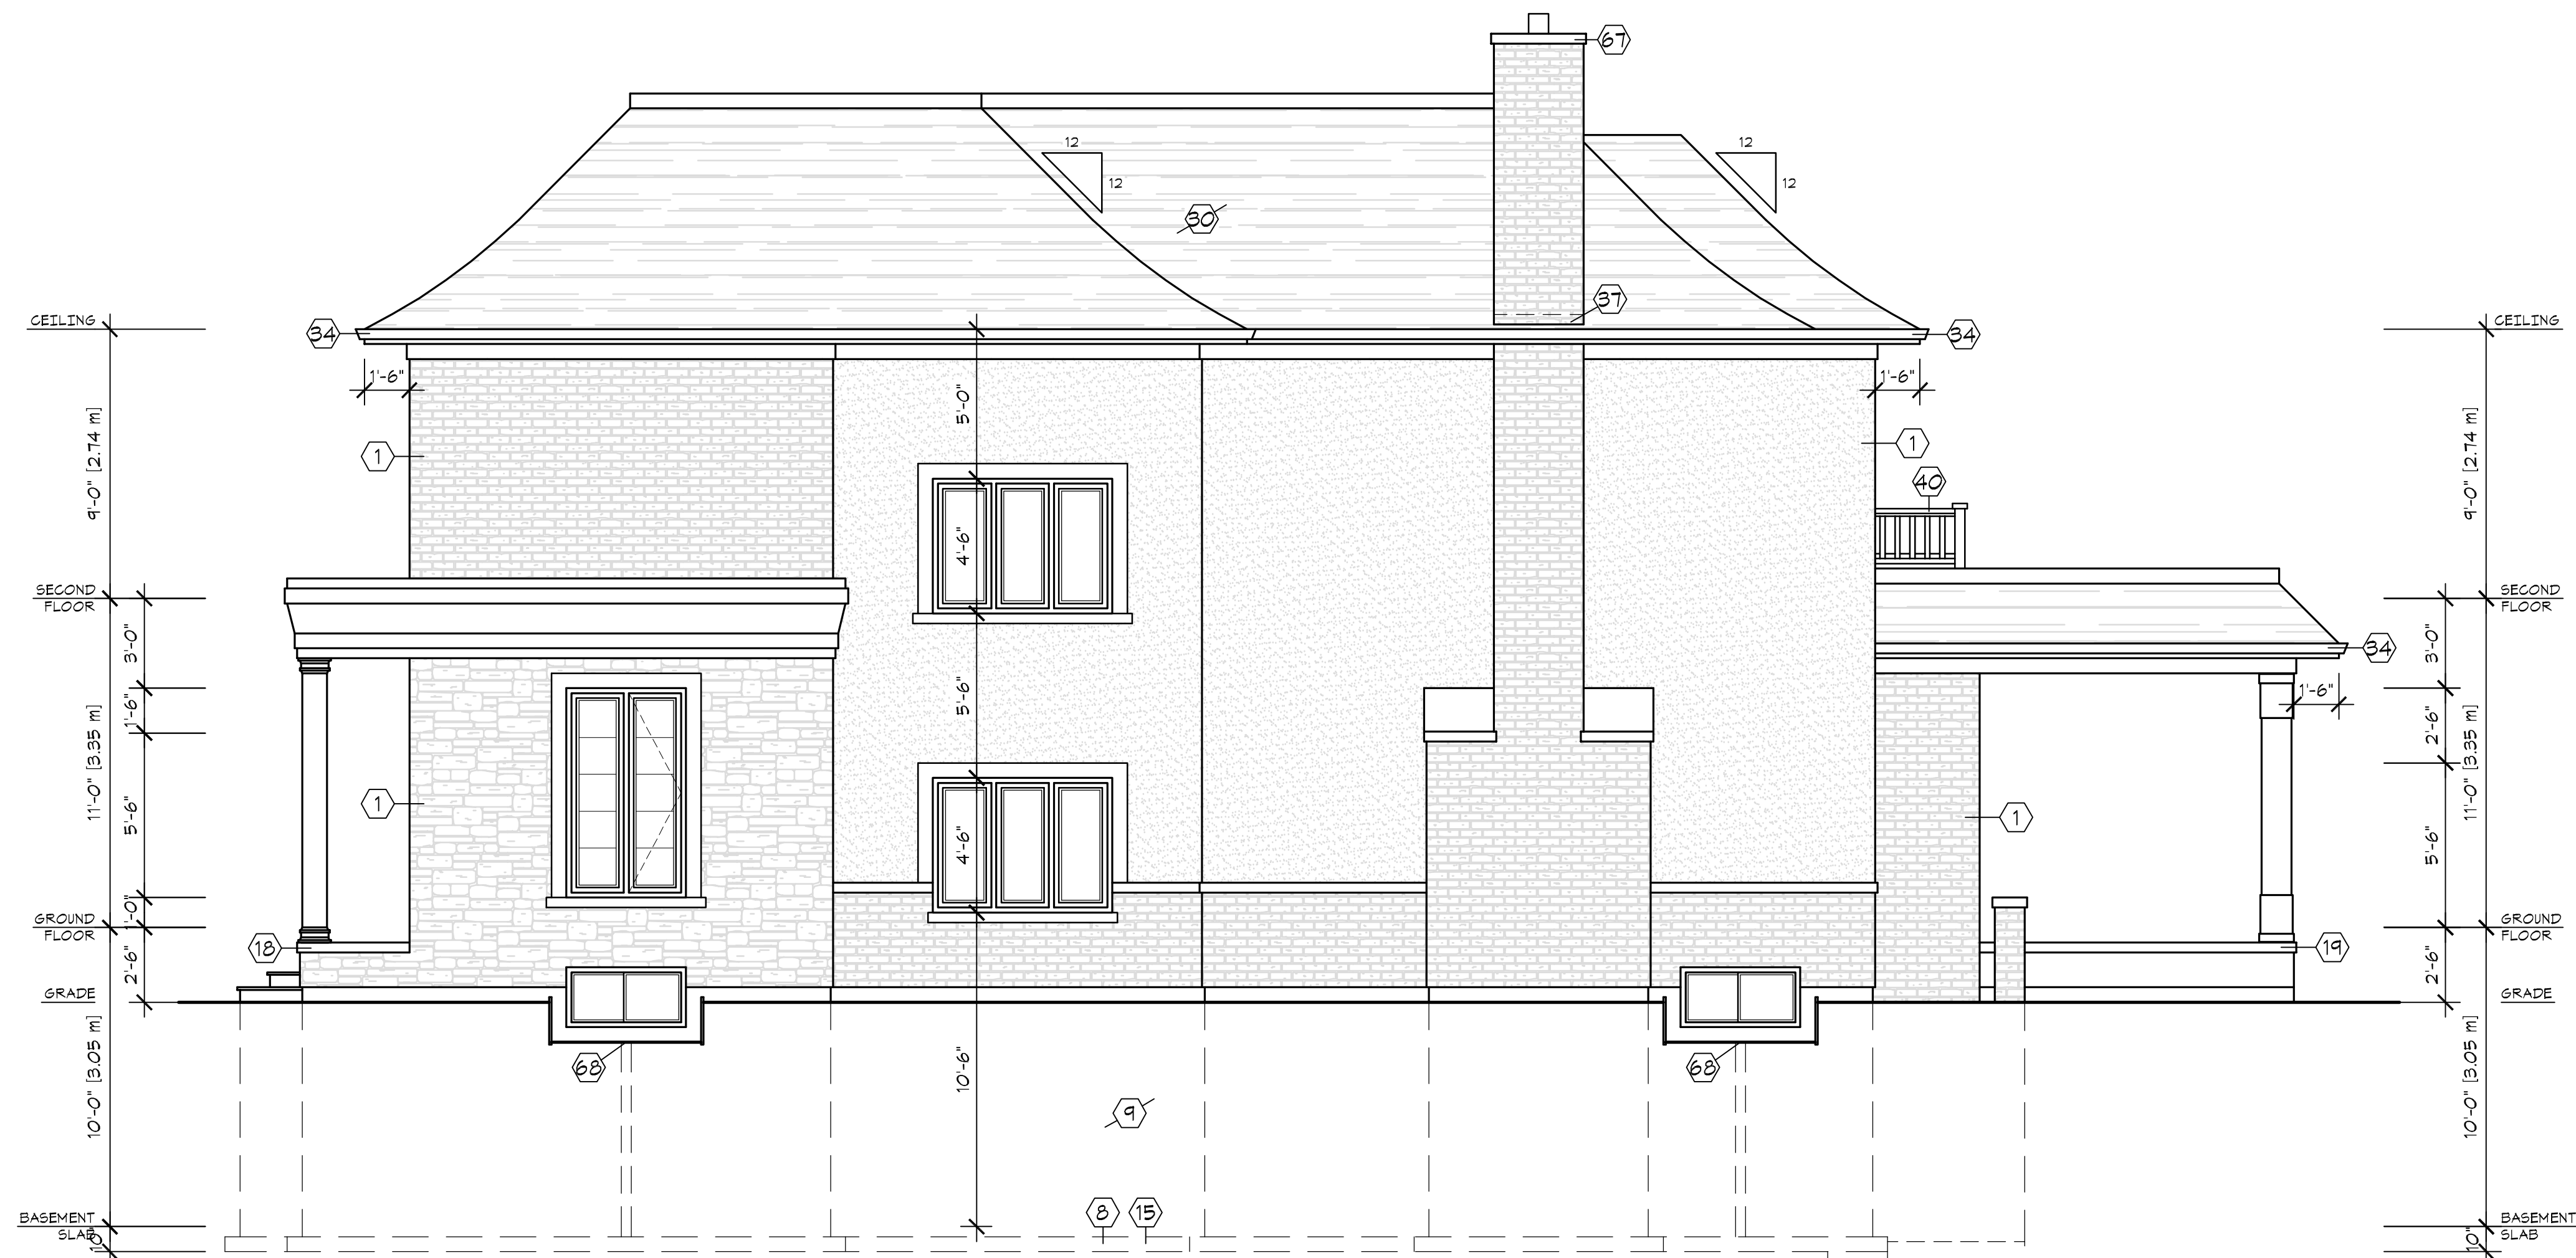 67
12
12
12
12
30
37
CEILING
34
34
CEILING
1'-6"
1'-6"
5'-0"
9'-0" [2.74 m]
9'-0" [2.74 m]
1
1
40
4'-6"
SECOND
FLOOR
SECOND
FLOOR
3'-0"
3'-0"
34
1'-6"
5'-6"
1'-6"
2'-6"
11'-0" [3.35 m]
11'-0" [3.35 m]
1
1
5'-6"
4'-6"
5'-6"
1'-0"
GROUND
FLOOR
GROUND
FLOOR
18
19
2'-6"
2'-6"
GRADE
GRADE
68
68
10'-0" [3.05 m]
10'-6"
10'-0" [3.05 m]
9
8
15
BASEMENT
SLAB
BASEMENT
SLAB
10"
10"